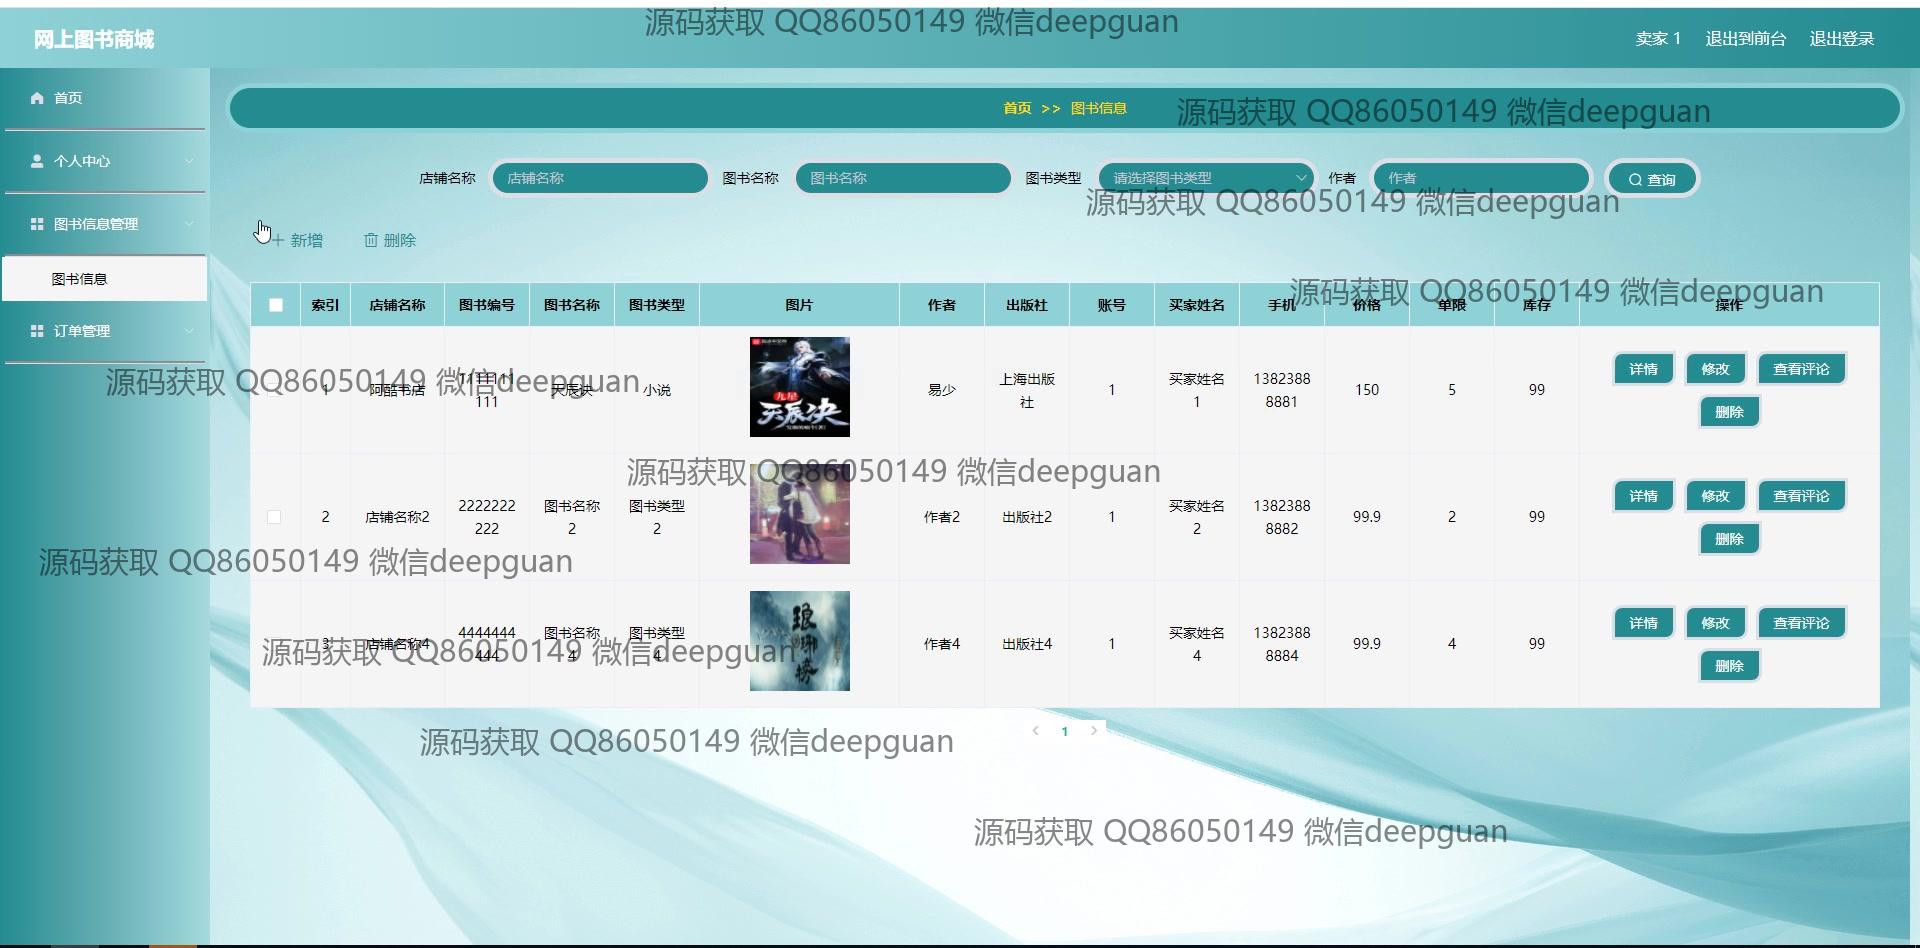 源码获取 QQ86050149 微信deepguan
网上图书商城
卖家 1 退出到前台 退出登录
首页
首页 >> 图书信息
源码获取 QQ86050149 微信deepguan
个人中心
店铺名称 店铺名称 图书名称 图书名称 图书类型 请选择图书类型 作者 作者 查询
源码获取 QQ86050149 微信deepguan
图书信息管理
新增 删除
图书信息
源码获取 QQ86050149 微信deepguan
索引 店铺名称 图书编号 图书名称 图书类型 图片 作者 出版社 账号 买家姓名 手机 价格 单限 库存 操作
订单管理
源码获取 QQ86050149 微信deepguan
1 阿酷书店 1111111 天辰诀 小说 易少 上海出版 1 买家姓名 1382388 150 5 99 详情 修改 查看评论
111 社 1 8881 删除
九星
天辰决
源码获取 QQ86050149 微信deepguan
2 店铺名称2 2222222 图书名称 图书类型 作者2 出版社2 1 买家姓名 1382388 99.9 2 99 详情 修改 查看评论
222 2 2 2 8882 删除
源码获取 QQ86050149 微信deepguan
3 店铺名称4 4444444 图书名称 图书类型 作者4 出版社4 1 买家姓名 1382388 99.9 4 99 详情 修改 查看评论
444 4 4 4 8884 删除
琅琊榜
源码获取 QQ86050149 微信deepguan
1
源码获取 QQ86050149 微信deepguan
源码获取 QQ86050149 微信deepguan